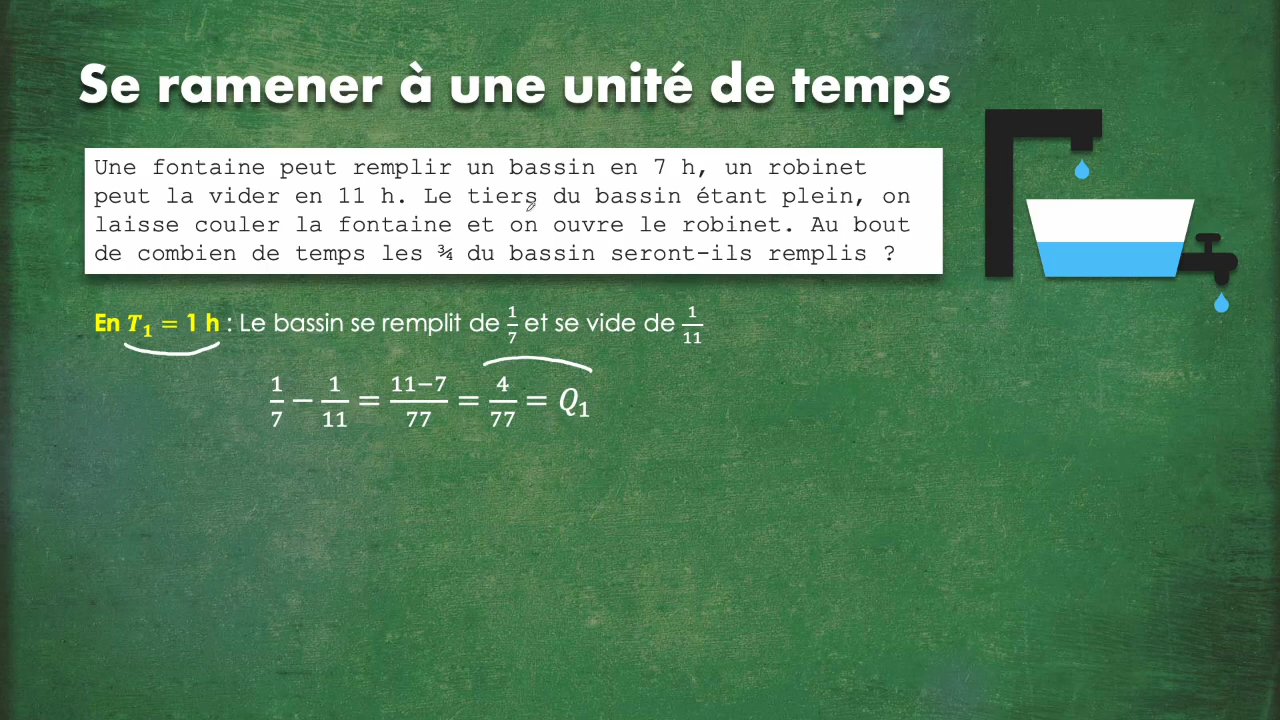 Se ramener à une unité de temps
Une fontaine peut remplir un bassin en 7 h, un robinet
peut la vider en 11 h. Le tiers du bassin étant plein, on
laisse couler la fontaine et on ouvre le robinet. Au bout
de combien de temps les ¾ du bassin seront-ils remplis ?
En T₁ = 1 h : Le bassin se remplit de 1/7 et se vide de 1/11
1/7 − 1/11 = 11−7/77 = 4/77 = Q₁